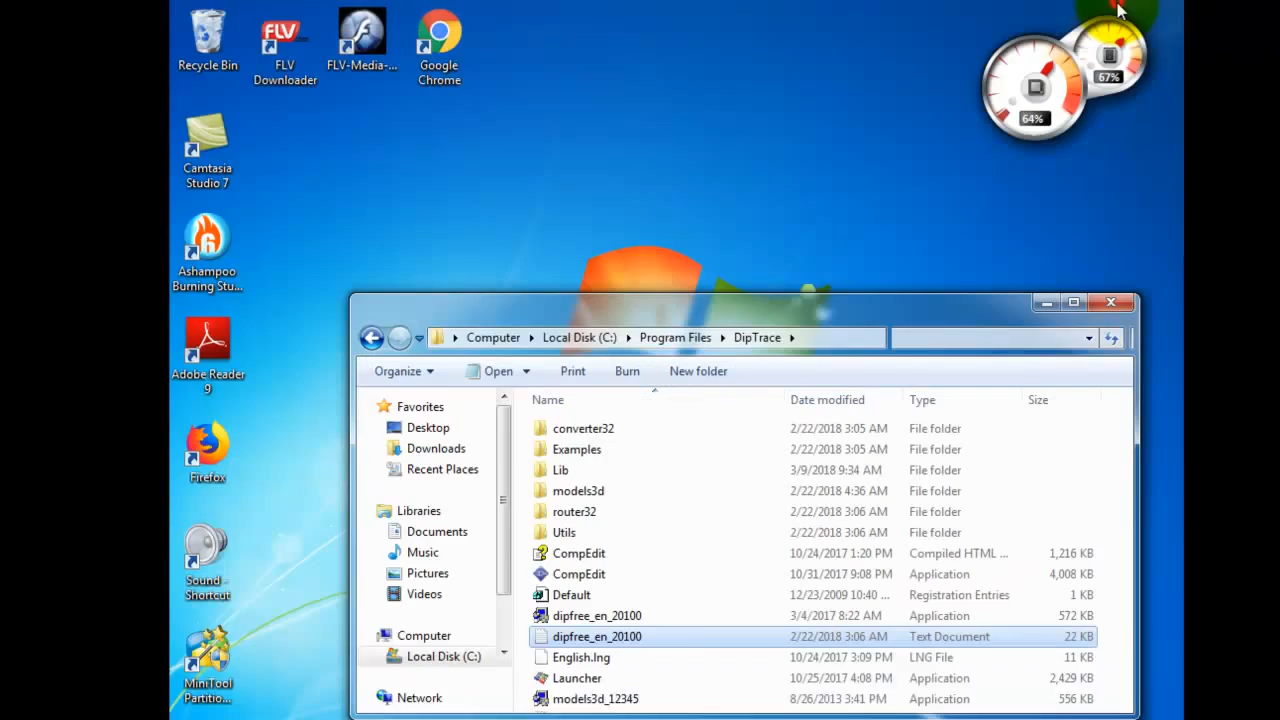 Recycle Bin
FLV
FLV
Downloader
FLV-Media-...
Google
Chrome
67%
64%
Camtasia
Studio 7
6
Ashampoo
Burning Stu...
Adobe Reader
9
Firefox
Sound -
Shortcut
MiniTool
Partitio...
Computer
Local Disk (C:)
Program Files
DipTrace
Organize
Open
Print
Burn
New folder
Favorites
Desktop
Downloads
Recent Places
Libraries
Documents
Music
Pictures
Videos
Computer
Local Disk (C:)
Network
Name Date modified Type Size
converter32 2/22/2018 3:05 AM File folder
Examples 2/22/2018 3:05 AM File folder
Lib 3/9/2018 9:34 AM File folder
models3d 2/22/2018 4:36 AM File folder
router32 2/22/2018 3:06 AM File folder
Utils 2/22/2018 3:06 AM File folder
CompEdit 10/24/2017 1:20 PM Compiled HTML ... 1,216 KB
CompEdit 10/31/2017 9:08 PM Application 4,008 KB
Default 12/23/2009 10:40 ... Registration Entries 1 KB
dipfree_en_20100 3/4/2017 8:22 AM Application 572 KB
dipfree_en_20100 2/22/2018 3:06 AM Text Document 22 KB
English.lng 10/24/2017 3:09 PM LNG File 11 KB
Launcher 10/25/2017 4:08 PM Application 2,429 KB
models3d_12345 8/26/2013 3:41 PM Application 556 KB